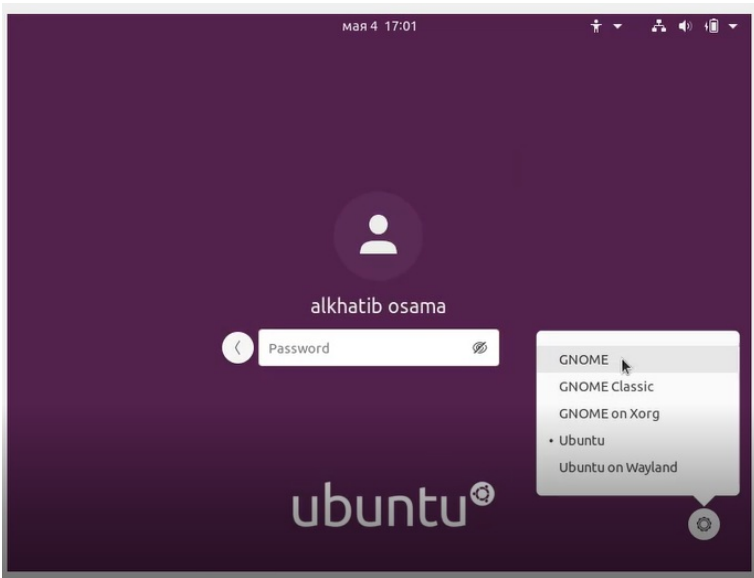 мая 4 17:01
alkhatib osama
Password
GNOME
GNOME Classic
GNOME on Xorg
• Ubuntu
Ubuntu on Wayland
ubuntu